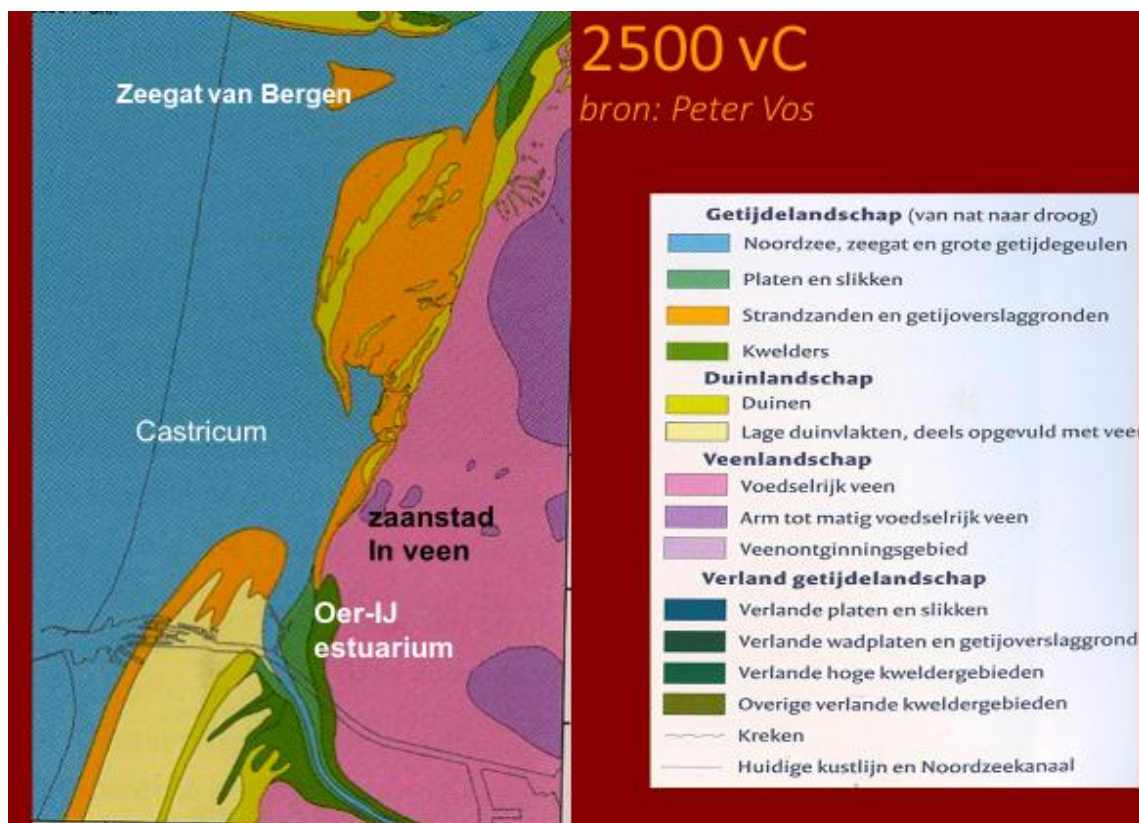 2500 vC
bron: Peter Vos
Zeegat van Bergen
Castricum
zaanstad
In veen
Oer-IJ
estuarium
Getijdelandschap (van nat naar droog)
Noordzee, zeegat en grote getijdegeulen
Platen en slikken
Strandzanden en getijoverslaggronden
Kwelders
Duinlandschap
Duinen
Lage duinvlakten, deels opgevuld met veen
Veenlandschap
Voedselrijk veen
Arm tot matig voedselrijk veen
Veenontginningsgebied
Verland getijdelandschap
Verlande platen en slikken
Verlande wadplaten en getijoverslaggrond
Verlande hoge kweldergebieden
Overige verlande kweldergebieden
Kreken
Huidige kustlijn en Noordzeekanaal